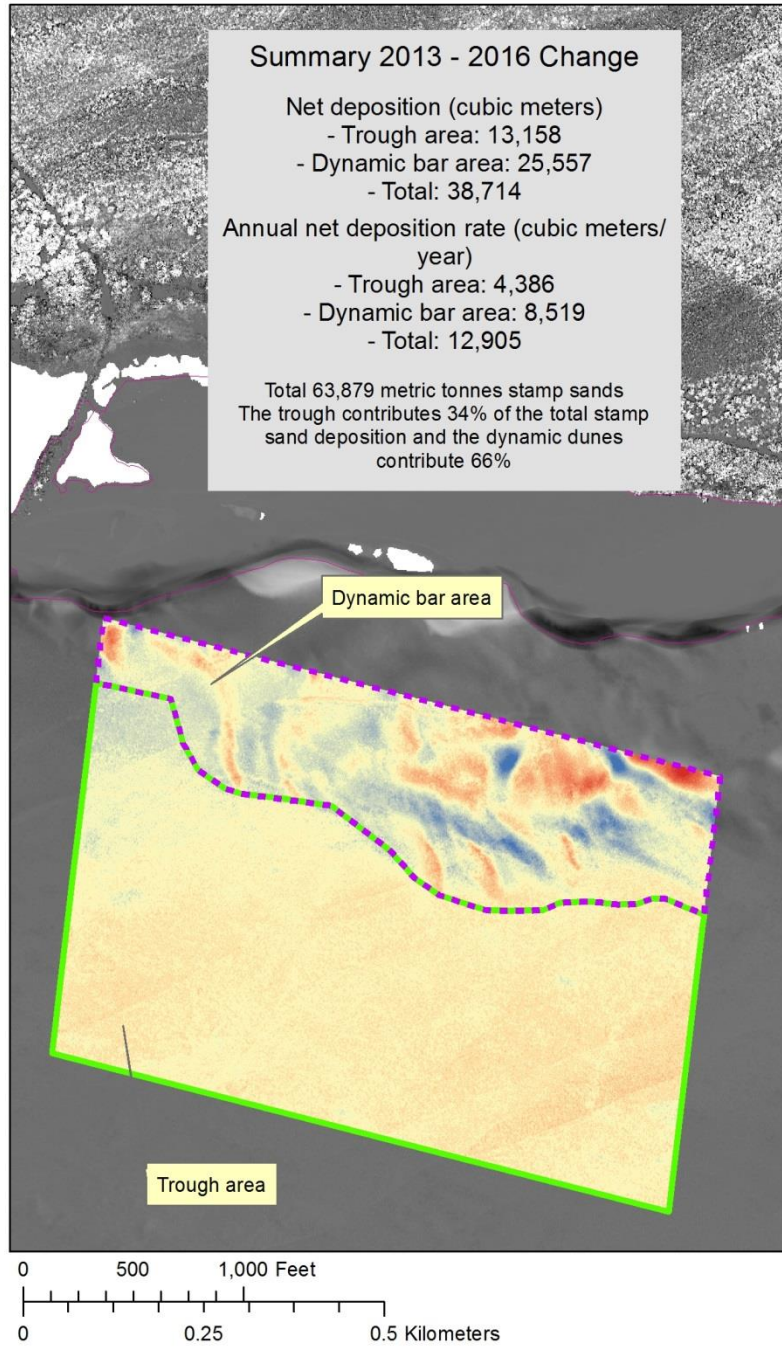 Summary 2013 - 2016 Change
Net deposition (cubic meters)
- Trough area: 13,158
- Dynamic bar area: 25,557
- Total: 38,714
Annual net deposition rate (cubic meters/
year)
- Trough area: 4,386
- Dynamic bar area: 8,519
- Total: 12,905
Total 63,879 metric tonnes stamp sands
The trough contributes 34% of the total stamp
sand deposition and the dynamic dunes
contribute 66%
Dynamic bar area
Trough area
0 500 1,000 Feet
0 0.25 0.5 Kilometers